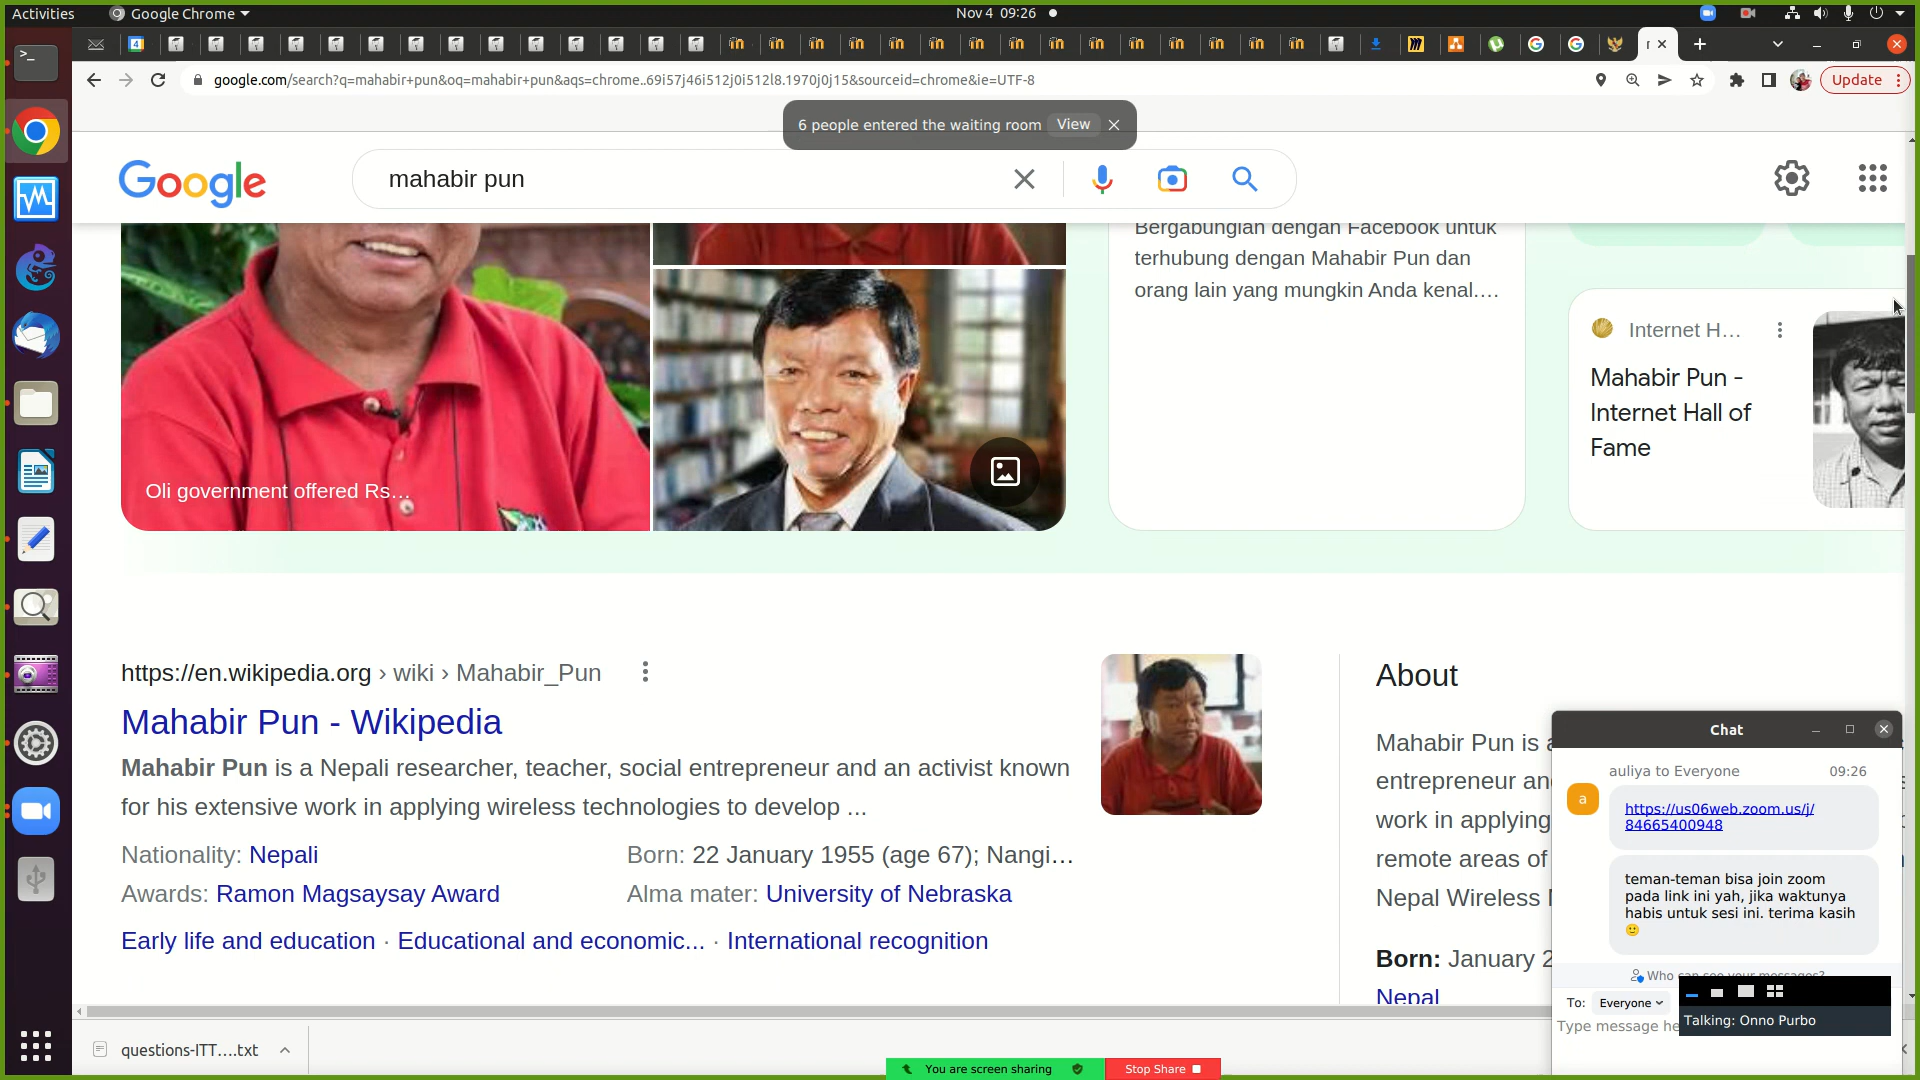 Activities
Google Chrome
Nov 4 09:26
google.com/search?q=mahabir+pun&oq=mahabir+pun&aqs=chrome..69i57j46i512j0i512l8.1970j0j15&sourceid=chrome&ie=UTF-8
Update
6 people entered the waiting room View
Google
mahabir pun
Bergabunglah dengan Facebook untuk
terhubung dengan Mahabir Pun dan
orang lain yang mungkin Anda kenal....
Internet H...
Mahabir Pun -
Internet Hall of
Fame
Oli government offered Rs...
https://en.wikipedia.org › wiki › Mahabir_Pun
Mahabir Pun - Wikipedia
Mahabir Pun is a Nepali researcher, teacher, social entrepreneur and an activist known
for his extensive work in applying wireless technologies to develop ...
Nationality: Nepali
Born: 22 January 1955 (age 67); Nangi...
Awards: Ramon Magsaysay Award
Alma mater: University of Nebraska
Early life and education · Educational and economic... · International recognition
About
Mahabir Pun is
entrepreneur
work in applying
remote areas of
Nepal Wireless
Born: January
Nepal
Chat
auliya to Everyone 09:26
a
https://us06web.zoom.us/j/
84665400948
teman-teman bisa join zoom
pada link ini yah, jika waktunya
habis untuk sesi ini. terima kasih
🙂
Who can see your messages?
To: Everyone
Type message
Talking: Onno Purbo
questions-ITT....txt
You are screen sharing
Stop Share